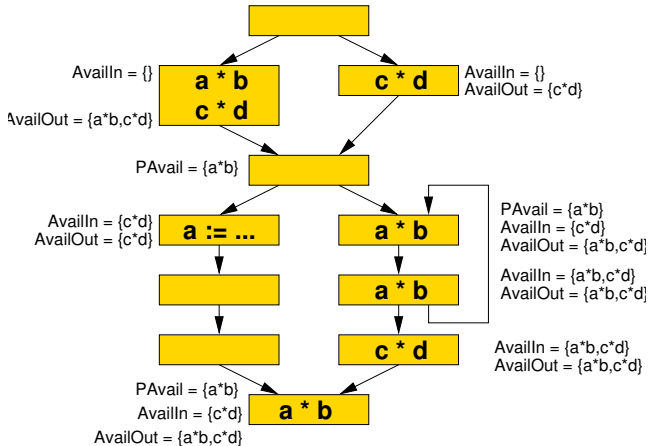 AvailIn = {}
a * b
c * d
AvailOut = {a*b,c*d}
c * d
AvailIn = {}
AvailOut = {c*d}
PAvail = {a*b}
AvailIn = {c*d}
AvailOut = {c*d}
a := ...
a * b
PAvail = {a*b}
AvailIn = {c*d}
AvailOut = {a*b,c*d}
a * b
AvailIn = {a*b,c*d}
AvailOut = {a*b,c*d}
c * d
AvailIn = {a*b,c*d}
AvailOut = {a*b,c*d}
PAvail = {a*b}
AvailIn = {c*d}
AvailOut = {a*b,c*d}
a * b